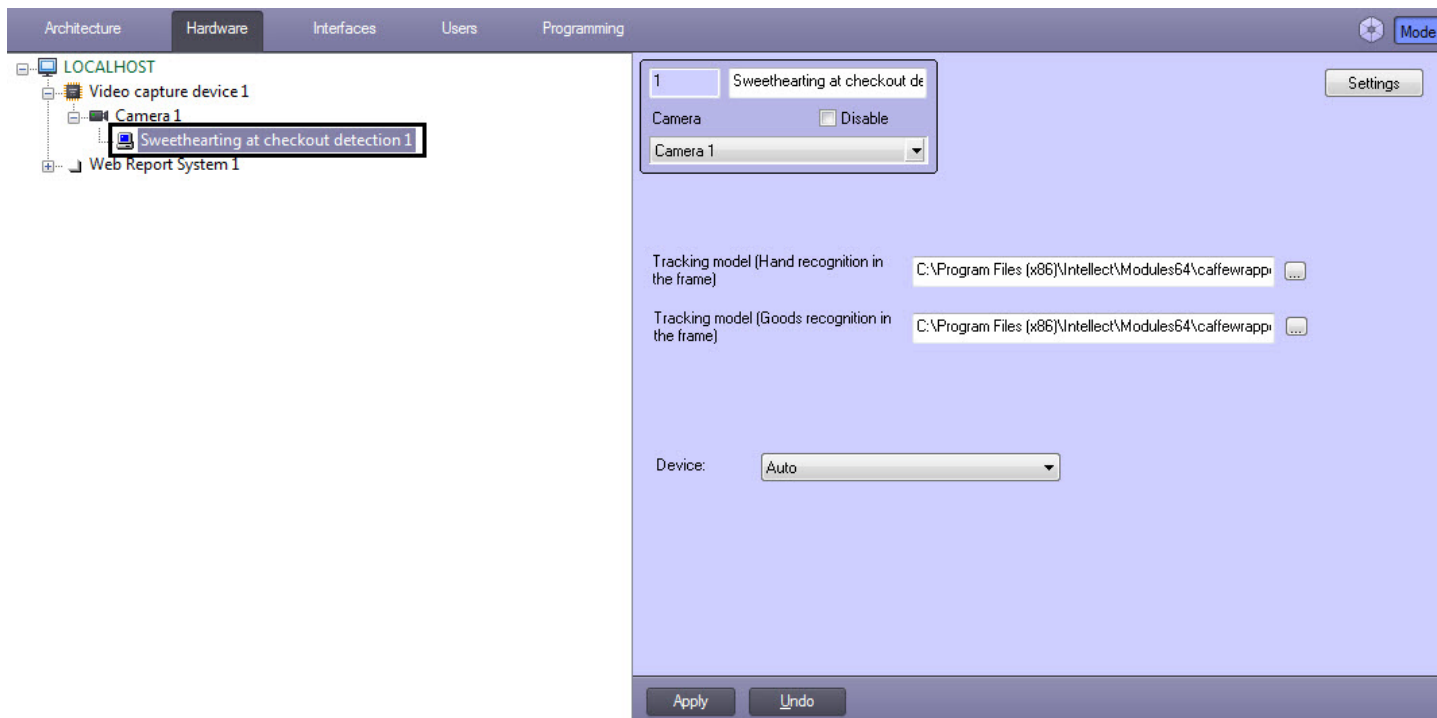 Architecture Hardware Interfaces Users Programming Mode
LOCALHOST
Video capture device 1
Camera 1
Sweethearting at checkout detection 1
Web Report System 1
1 Sweethearting at checkout de
Settings
Camera Disable
Camera 1
Tracking model (Hand recognition in
the frame)
C:\Program Files (x86)\Intellect\Modules64\caffewrapp
...
Tracking model (Goods recognition in
the frame)
C:\Program Files (x86)\Intellect\Modules64\caffewrapp
...
Device: Auto
Apply Undo